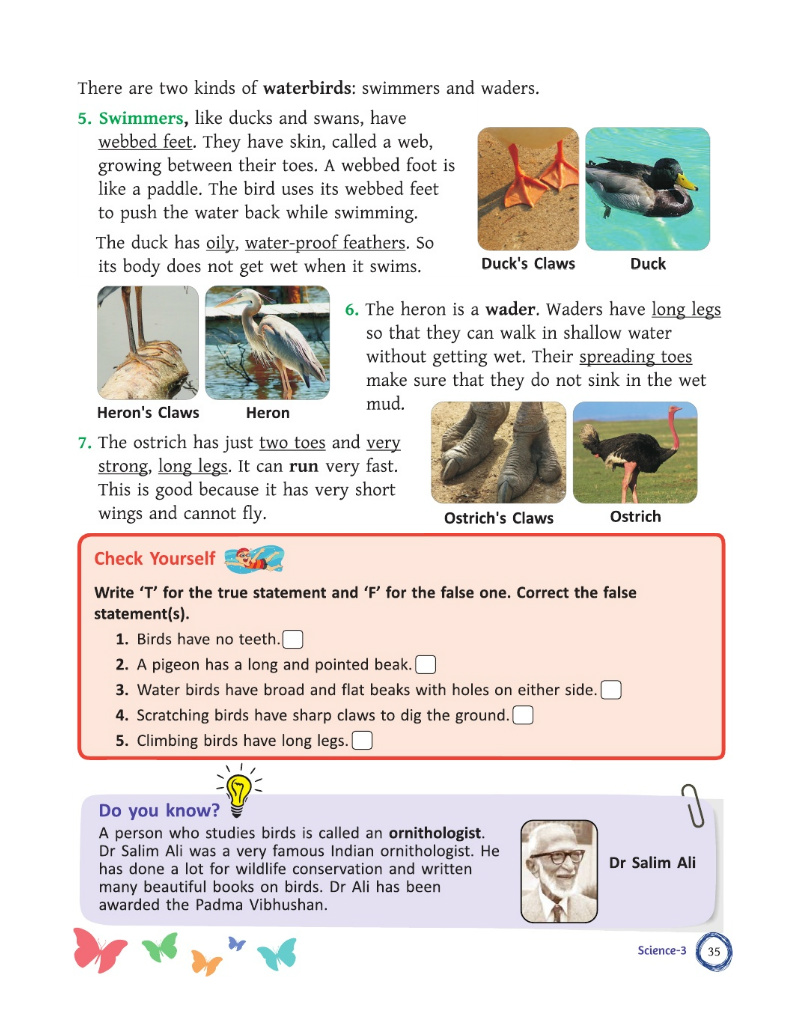 There are two kinds of waterbirds: swimmers and waders.
5. Swimmers, like ducks and swans, have
webbed feet. They have skin, called a web,
growing between their toes. A webbed foot is
like a paddle. The bird uses its webbed feet
to push the water back while swimming.
The duck has oily, water-proof feathers. So
its body does not get wet when it swims.
Duck's Claws
Duck
Heron's Claws
Heron
6. The heron is a wader. Waders have long legs
so that they can walk in shallow water
without getting wet. Their spreading toes
make sure that they do not sink in the wet
mud.
7. The ostrich has just two toes and very
strong, long legs. It can run very fast.
This is good because it has very short
wings and cannot fly.
Ostrich's Claws
Ostrich
Check Yourself
Write ‘T’ for the true statement and ‘F’ for the false one. Correct the false
statement(s).
1. Birds have no teeth.
2. A pigeon has a long and pointed beak.
3. Water birds have broad and flat beaks with holes on either side.
4. Scratching birds have sharp claws to dig the ground.
5. Climbing birds have long legs.
Do you know?
A person who studies birds is called an ornithologist.
Dr Salim Ali was a very famous Indian ornithologist. He
has done a lot for wildlife conservation and written
many beautiful books on birds. Dr Ali has been
awarded the Padma Vibhushan.
Dr Salim Ali
Science-3
35